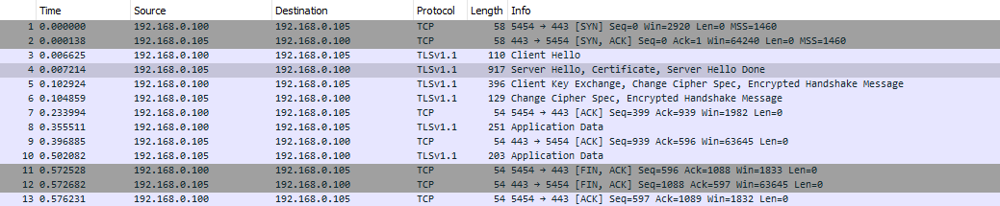 Time Source Destination Protocol Length Info
1 0.000000 192.168.0.100 192.168.0.105 TCP 58 5454 → 443 [SYN] Seq=0 Win=2920 Len=0 MSS=1460
2 0.000138 192.168.0.105 192.168.0.100 TCP 58 443 → 5454 [SYN, ACK] Seq=0 Ack=1 Win=64240 Len=0 MSS=1460
3 0.006625 192.168.0.100 192.168.0.105 TLSv1.1 110 Client Hello
4 0.007214 192.168.0.105 192.168.0.100 TLSv1.1 917 Server Hello, Certificate, Server Hello Done
5 0.102924 192.168.0.100 192.168.0.105 TLSv1.1 396 Client Key Exchange, Change Cipher Spec, Encrypted Handshake Message
6 0.104859 192.168.0.105 192.168.0.100 TLSv1.1 129 Change Cipher Spec, Encrypted Handshake Message
7 0.233994 192.168.0.100 192.168.0.105 TCP 54 5454 → 443 [ACK] Seq=399 Ack=939 Win=1982 Len=0
8 0.355511 192.168.0.100 192.168.0.105 TLSv1.1 251 Application Data
9 0.396885 192.168.0.105 192.168.0.100 TCP 54 443 → 5454 [ACK] Seq=939 Ack=596 Win=63645 Len=0
10 0.502082 192.168.0.105 192.168.0.100 TLSv1.1 203 Application Data
11 0.572528 192.168.0.100 192.168.0.105 TCP 54 5454 → 443 [FIN, ACK] Seq=596 Ack=1088 Win=1833 Len=0
12 0.572682 192.168.0.105 192.168.0.100 TCP 54 443 → 5454 [FIN, ACK] Seq=1088 Ack=597 Win=63645 Len=0
13 0.576231 192.168.0.100 192.168.0.105 TCP 54 5454 → 443 [ACK] Seq=597 Ack=1089 Win=1832 Len=0